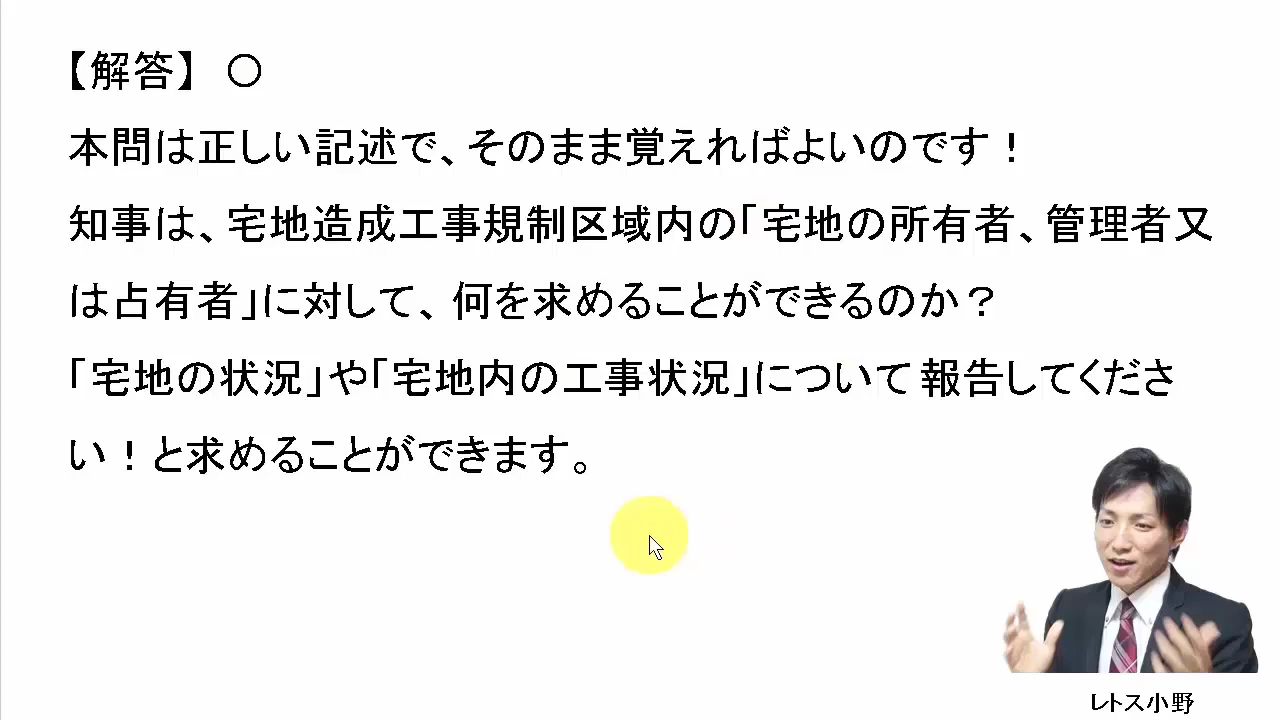 【解答】 〇
本問は正しい記述で、そのまま覚えればよいのです！
知事は、宅地造成工事規制区域内の「宅地の所有者、管理者又
は占有者」に対して、何を求めることができるのか？
「宅地の状況」や「宅地内の工事状況」について報告してくださ
い！と求めることができます。
レトス小野